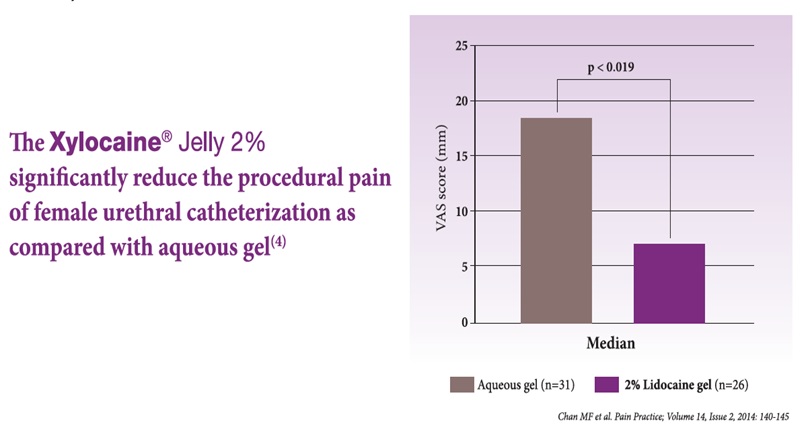 The Xylocaine® Jelly 2%
significantly reduce the procedural pain
of female urethral catheterization as
compared with aqueous gel(4)
25
p < 0.019
20
15
10
5
0
VAS score (mm)
Median
Aqueous gel (n=31) 2% Lidocaine gel (n=26)
Chan MF et al. Pain Practice; Volume 14, Issue 2, 2014: 140-145